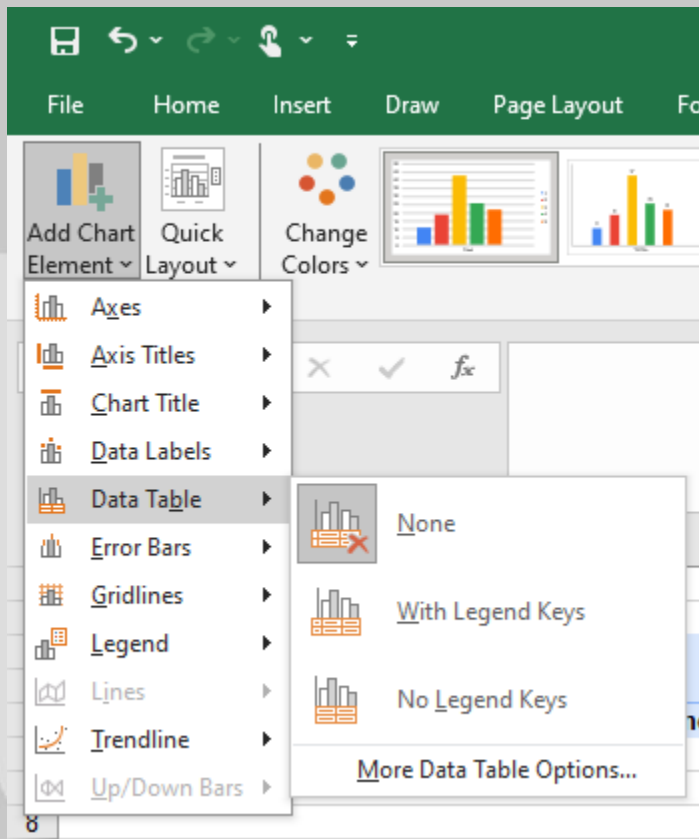 File Home Insert Draw Page Layout Fo
Add Chart
Element
Quick
Layout
Change
Colors
Axes
Axis Titles
Chart Title
Data Labels
Data Table
Error Bars
Gridlines
Legend
Lines
Trendline
Up/Down Bars
fx
None
With Legend Keys
No Legend Keys
More Data Table Options...
8